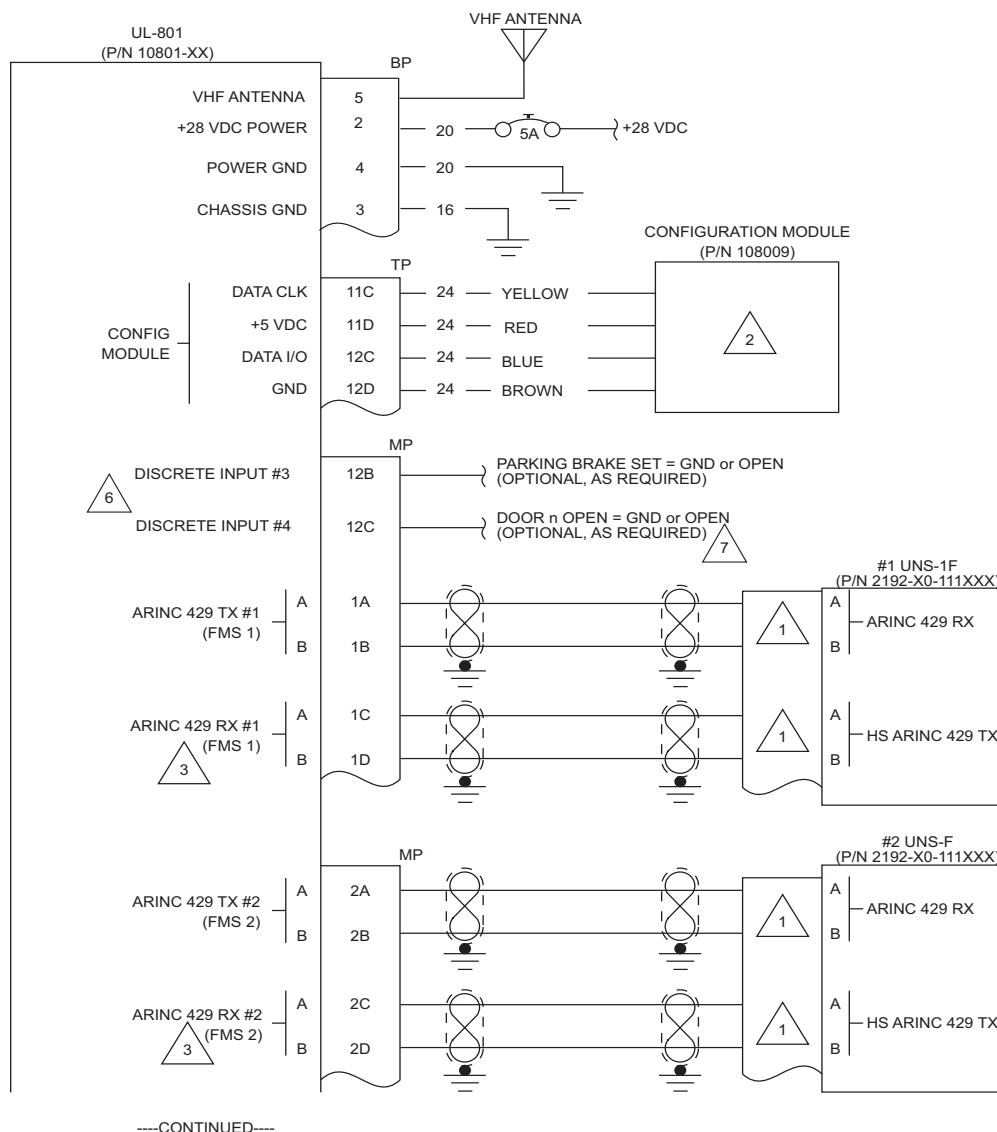 VHF ANTENNA
UL-801
(P/N 10801-XX)
BP
VHF ANTENNA 5
+28 VDC POWER 2 20 5A +28 VDC
POWER GND 4 20
CHASSIS GND 3 16
CONFIGURATION MODULE
(P/N 108009)
TP
DATA CLK 11C 24 YELLOW
+5 VDC 11D 24 RED
CONFIG
MODULE
2
DATA I/O 12C 24 BLUE
GND 12D 24 BROWN
MP
DISCRETE INPUT #3 12B PARKING BRAKE SET = GND or OPEN
(OPTIONAL, AS REQUIRED)
6
DISCRETE INPUT #4 12C DOOR n OPEN = GND or OPEN
(OPTIONAL, AS REQUIRED)
7
#1 UNS-1F
(P/N 2192-X0-111XXX)
ARINC 429 TX #1
(FMS 1)
A 1A A
1
ARINC 429 RX
B 1B B
ARINC 429 RX #1
(FMS 1)
3
A 1C A
1
HS ARINC 429 TX
B 1D B
#2 UNS-F
(P/N 2192-X0-111XXX)
MP
ARINC 429 TX #2
(FMS 2)
A 2A A
1
ARINC 429 RX
B 2B B
ARINC 429 RX #2
(FMS 2)
3
A 2C A
1
HS ARINC 429 TX
B 2D B
----CONTINUED----